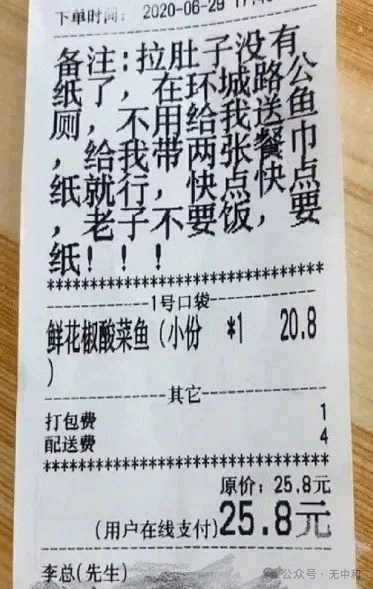 下单时间: 2020-06-29
备注:拉肚子没有
纸了,在环城路公
厕,不用给我送鱼
,给我带两张餐巾
纸就行,快点快点
,老子不要饭,要
纸!!!
********************************
------------1号口袋------------
鲜花椒酸菜鱼(小份 *1 20.8
)
--------------其它--------------
打包费 1
配送费 4
********************************
原价: 25.8元
(用户在线支付)25.8元
李总(先生)
公众号·无中和